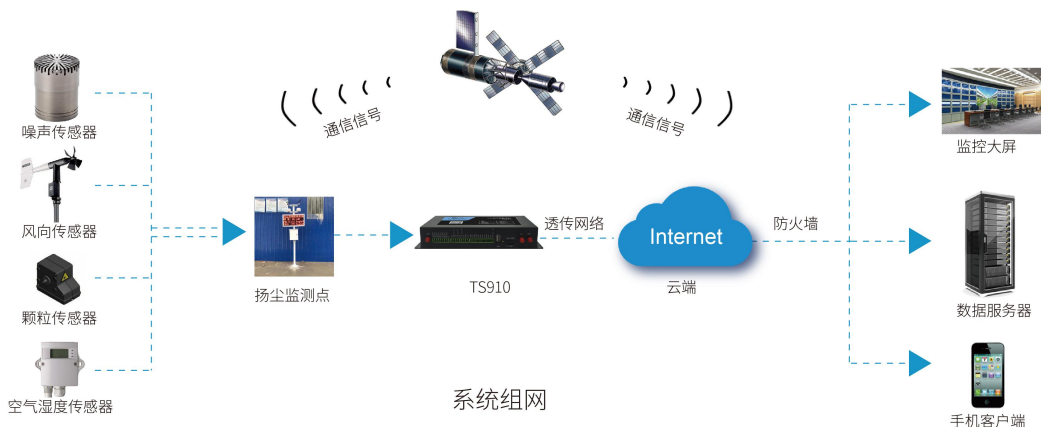 通信信号
通信信号
噪声传感器
风向传感器
颗粒传感器
空气湿度传感器
扬尘监测点
TS910
透传网络
Internet
云端
防火墙
监控大屏
数据服务器
手机客户端
系统组网